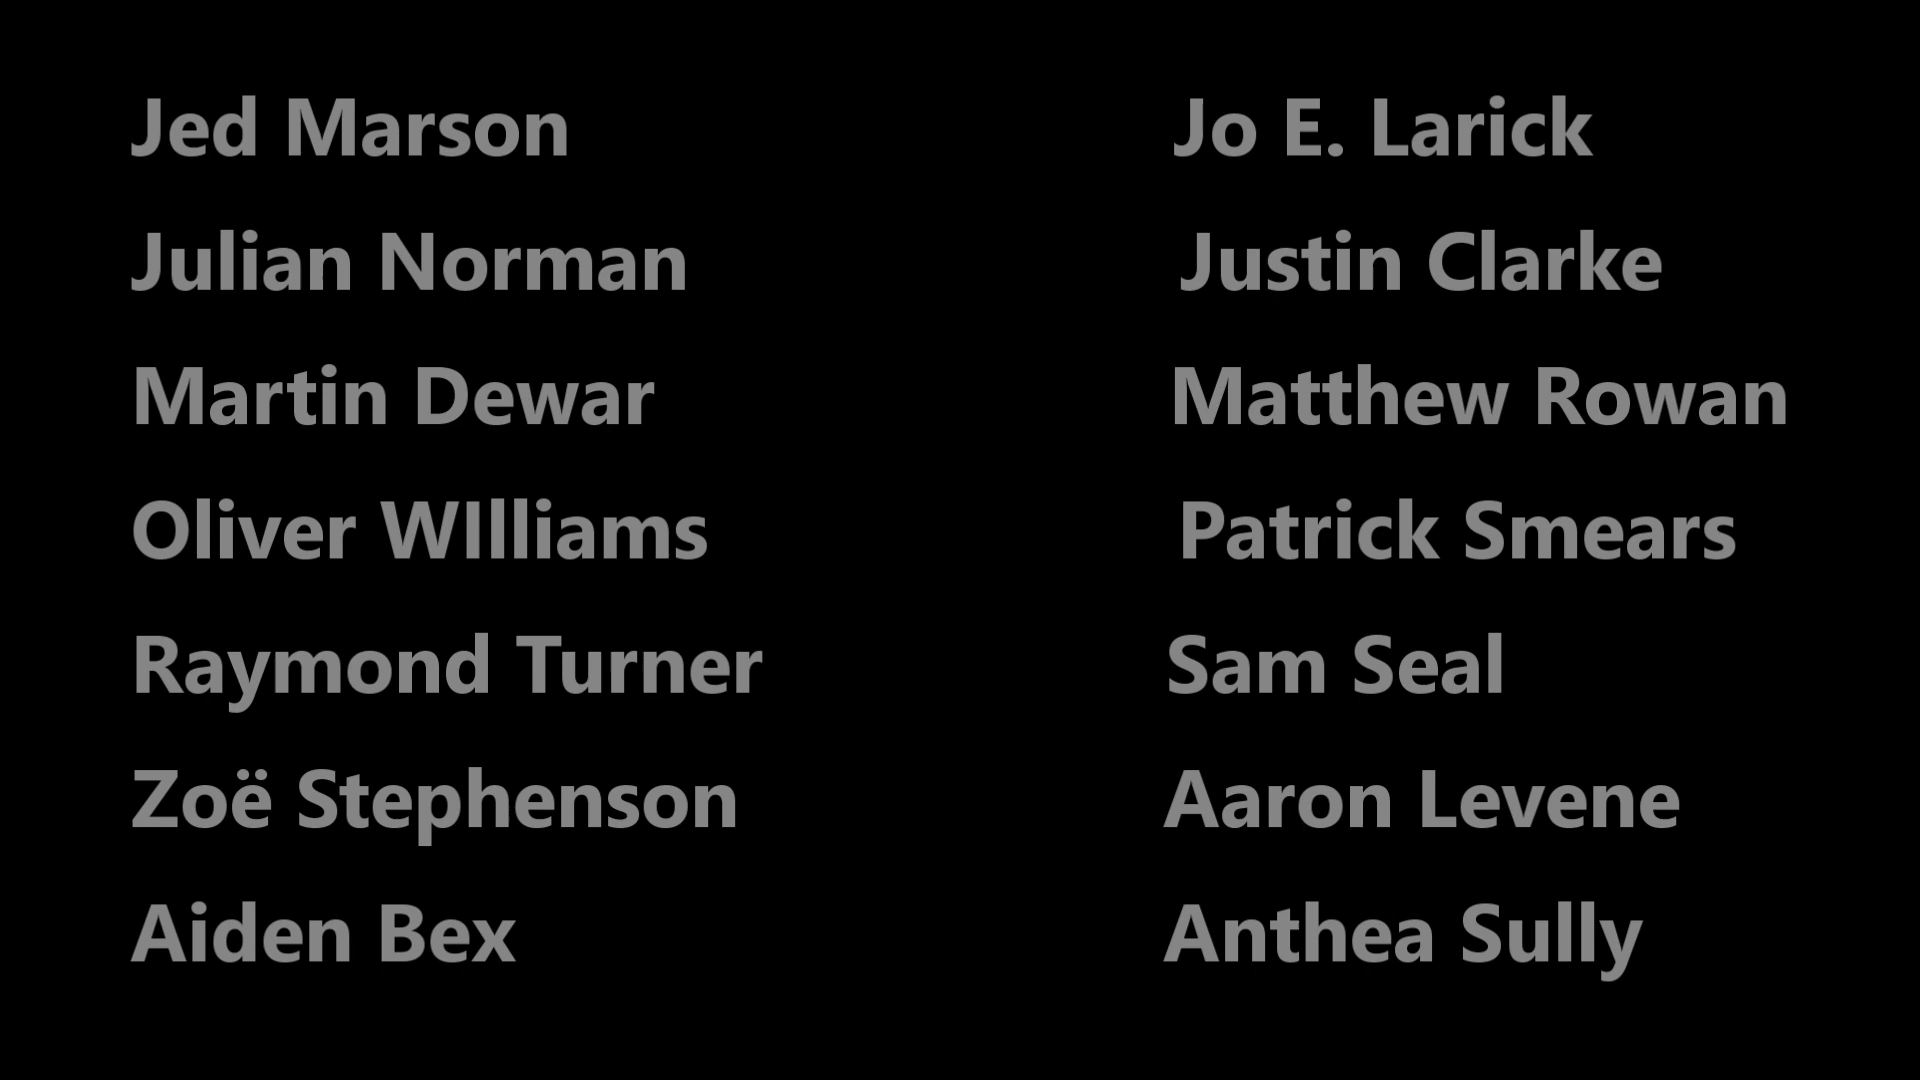 Jed Marson
Julian Norman
Martin Dewar
Oliver WIlliams
Raymond Turner
Zoë Stephenson
Aiden Bex
Jo E. Larick
Justin Clarke
Matthew Rowan
Patrick Smears
Sam Seal
Aaron Levene
Anthea Sully